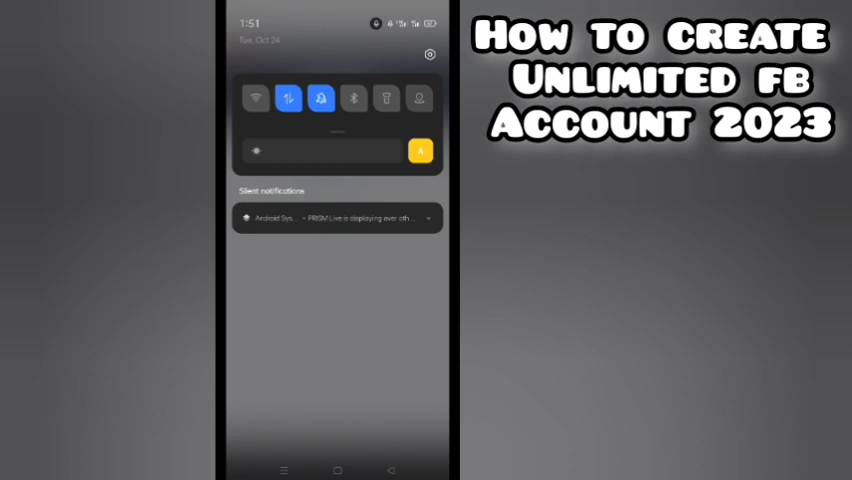 How to create
Unlimited fb
Account 2023
1:51
Tue, Oct 24
A
Silent notifications
Android Sys... • PRISM Live is displaying over oth...